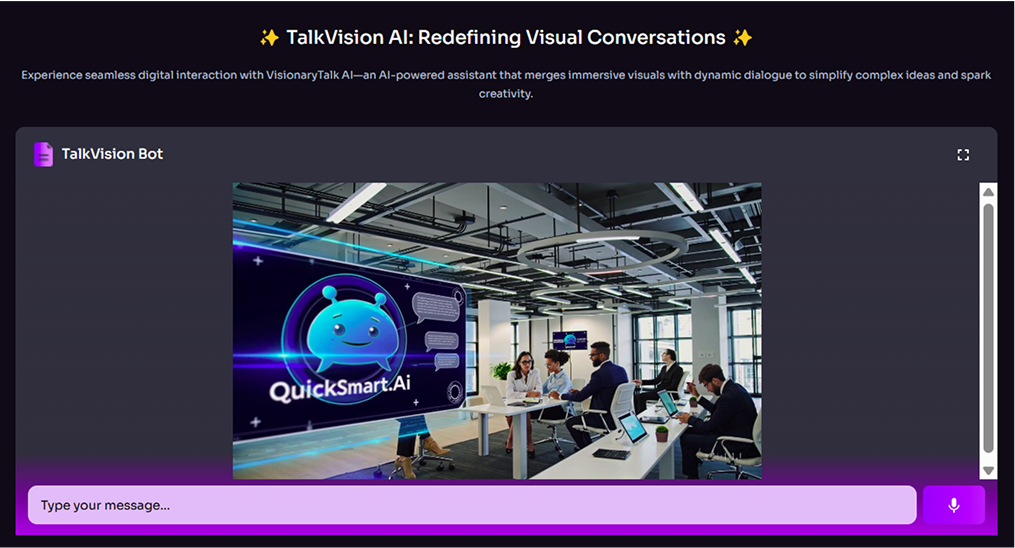 ✨ TalkVision AI: Redefining Visual Conversations ✨
Experience seamless digital interaction with VisionaryTalk AI—an AI-powered assistant that merges immersive visuals with dynamic dialogue to simplify complex ideas and spark
creativity.
TalkVision Bot
QuickSmart.Ai
Type your message...